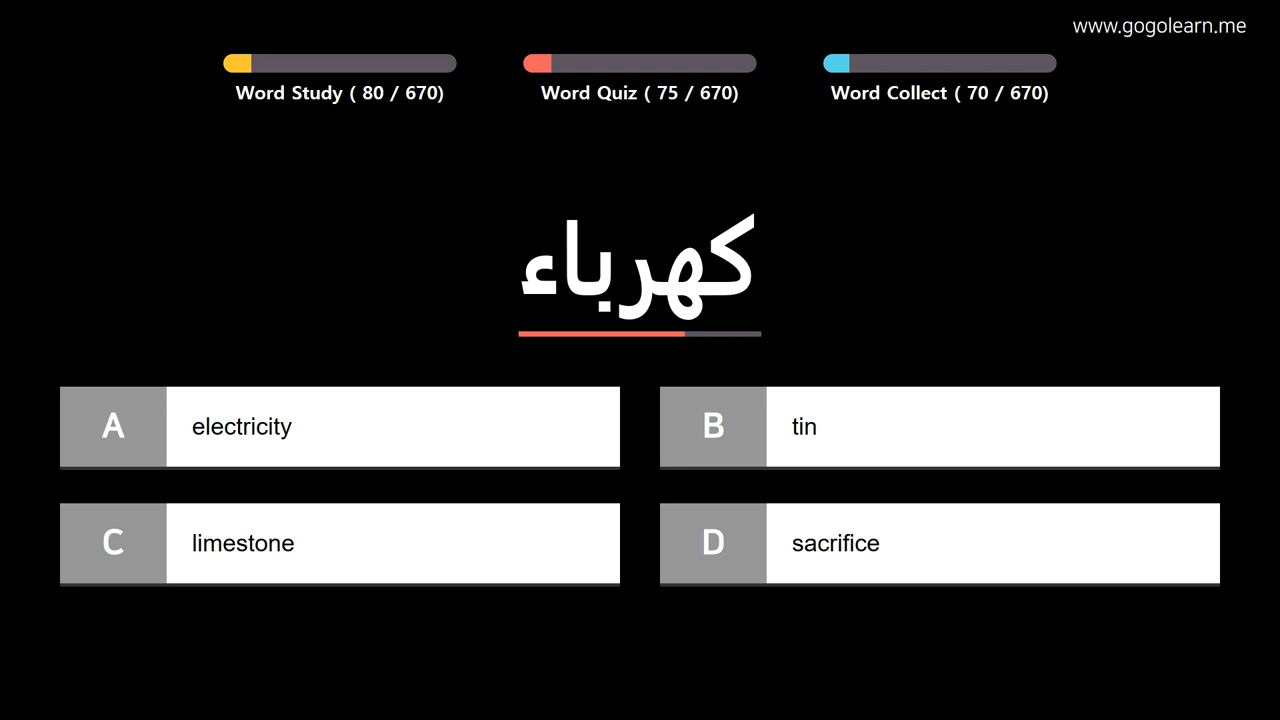 www.gogolearn.me
Word Study ( 80 / 670)
Word Quiz ( 75 / 670)
Word Collect ( 70 / 670)
كهرباء
A electricity
B tin
C limestone
D sacrifice